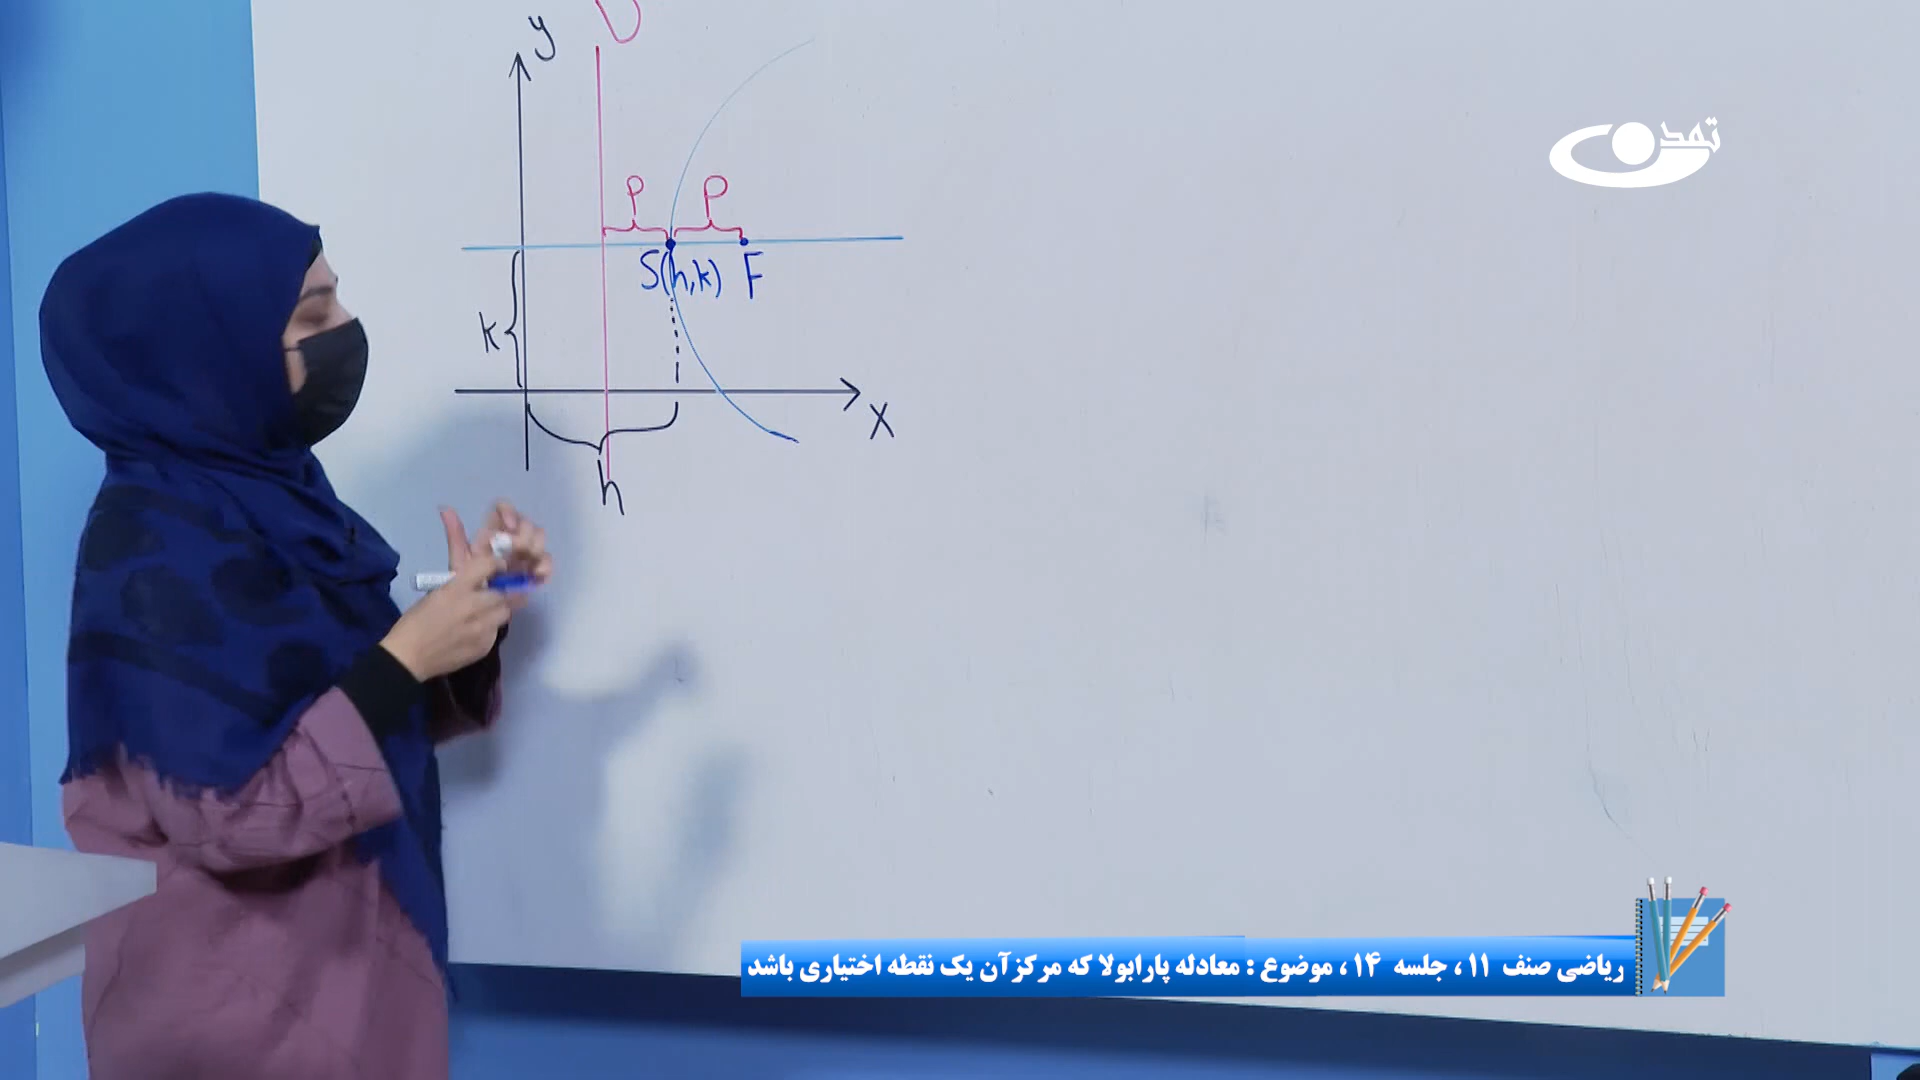 y
D
تمدن
P P
S(h,k) F
k
x
h
ریاضی صنف ۱۱ ، جلسه ۱۴ ، موضوع : معادله پارابولا که مرکز آن یک نقطه اختیاری باشد